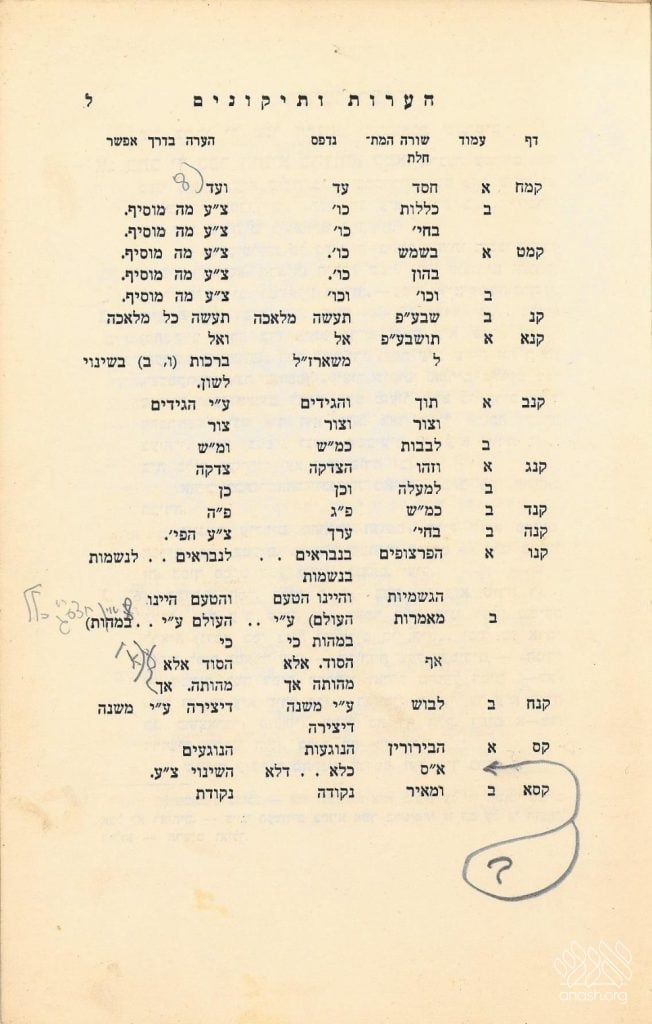 הערות ותיקונים ל
דף עמוד שורה המת־ נדפס הערה בדרך אפשר
חלת
קמח א חסד עד ועד
ב כללות כו׳ צ״ע מה מוסיף.
בחי׳ כו׳ צ״ע מה מוסיף.
קמט א בשמש כו׳. צ״ע מה מוסיף.
בהון כו׳. צ״ע מה מוסיף.
ב וכו׳ וכו׳ צ״ע מה מוסיף.
קנ ב שבע״פ תעשה מלאכה תעשה כל מלאכה
קנא א תושבע״פ אל ואל
ל משארז״ל ברכות (ו, ב) בשינוי
לשון.
קנב א תוך והגידים ע״י הגידים
וצור וצור צור
ב לבבות כמ״ש ומ״ש
קנג א וזהו הצדקה צדקה
ב למעלה וכן כן
קנד ב כמ״ש פ״ג פ״ה
קנה ב בחי׳ ערך צ״ע הפי׳.
קנו א הפרצופים בנבראים . . לנבראים . . לנשמות
בנשמות
הגשמיות והיינו הטעם והטעם היינו
ב מאמרות העולם) ע״י . . העולם ע״י . . במהות)
במהות כי כי
אף הסוד. אלא הסוד אלא
מהותה אך מהותה. אך
קנח ב לבוש ע״י משנה דיצירה ע״י משנה
דיצירה
קס א הבירורין הנוגעות הנוגעים
א״ס כלא . . דלא השינוי צ״ע.
קסא ב ומאיר נקודה נקודת
?
anash.org